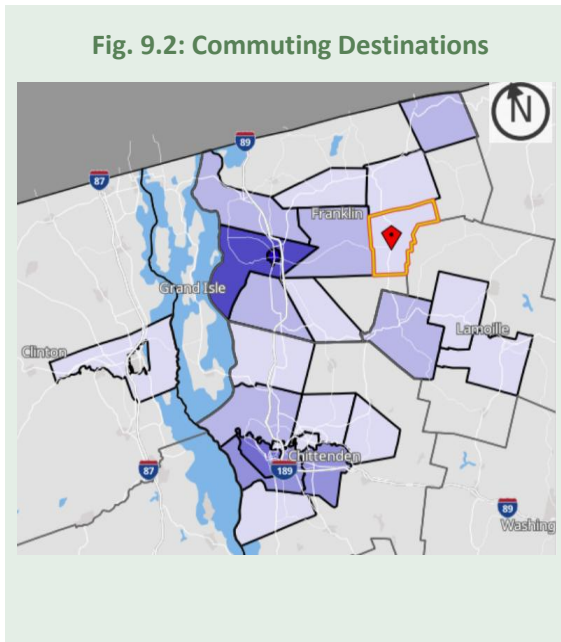 Fig. 9.2: Commuting Destinations
N
89
87
Franklin
Grand Isle
Lamoille
Clinton
Chittenden
87
189
89
Washing